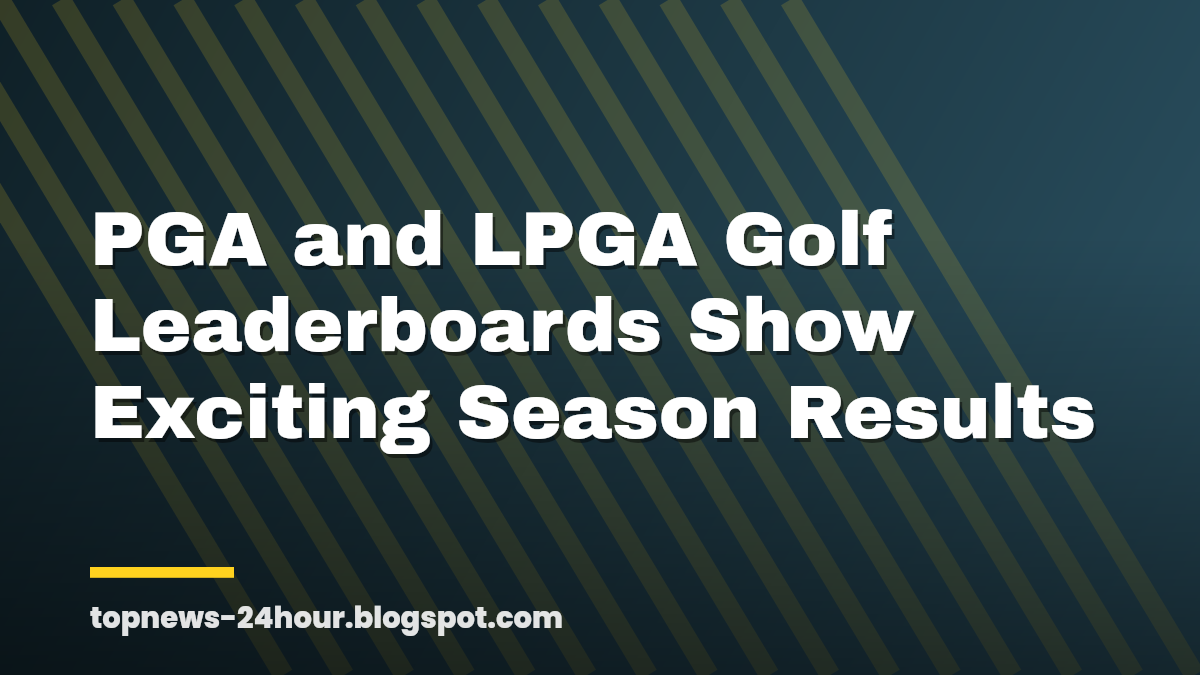 PGA and LPGA Golf
Leaderboards Show
Exciting Season Results
topnews-24hour.blogspot.com